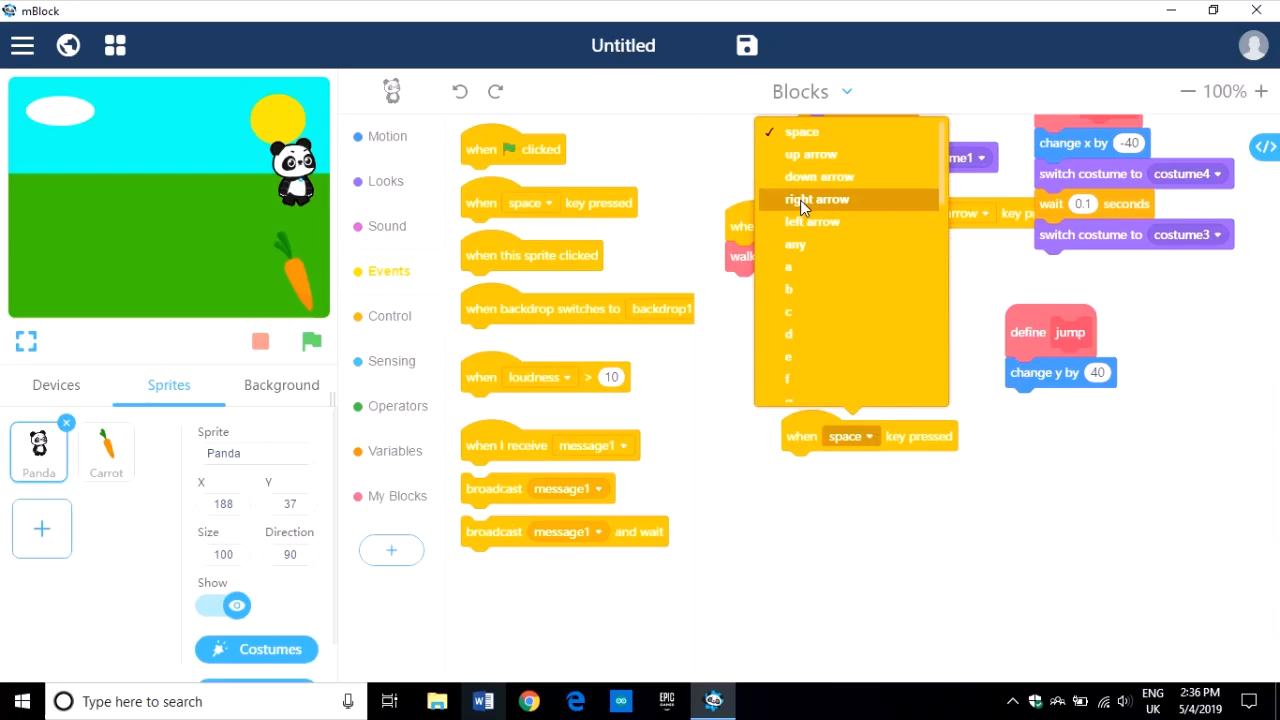 mBlock
Untitled
Blocks
100%
Motion
Looks
Sound
Events
Control
Sensing
Operators
Variables
My Blocks
when clicked
when space key pressed
when this sprite clicked
when backdrop switches to backdrop1
when loudness > 10
when I receive message1
broadcast message1
broadcast message1 and wait
space
up arrow
down arrow
right arrow
left arrow
any
a
b
c
d
e
f
when space key pressed
change x by -40
switch costume to costume4
wait 0.1 seconds
switch costume to costume3
define jump
change y by 40
Devices
Sprites
Background
Panda
Carrot
Sprite
Panda
X
Y
188
37
Size
Direction
100
90
Show
Costumes
Type here to search
EPIC
GAMES
ENG
UK
2:36 PM
5/4/2019